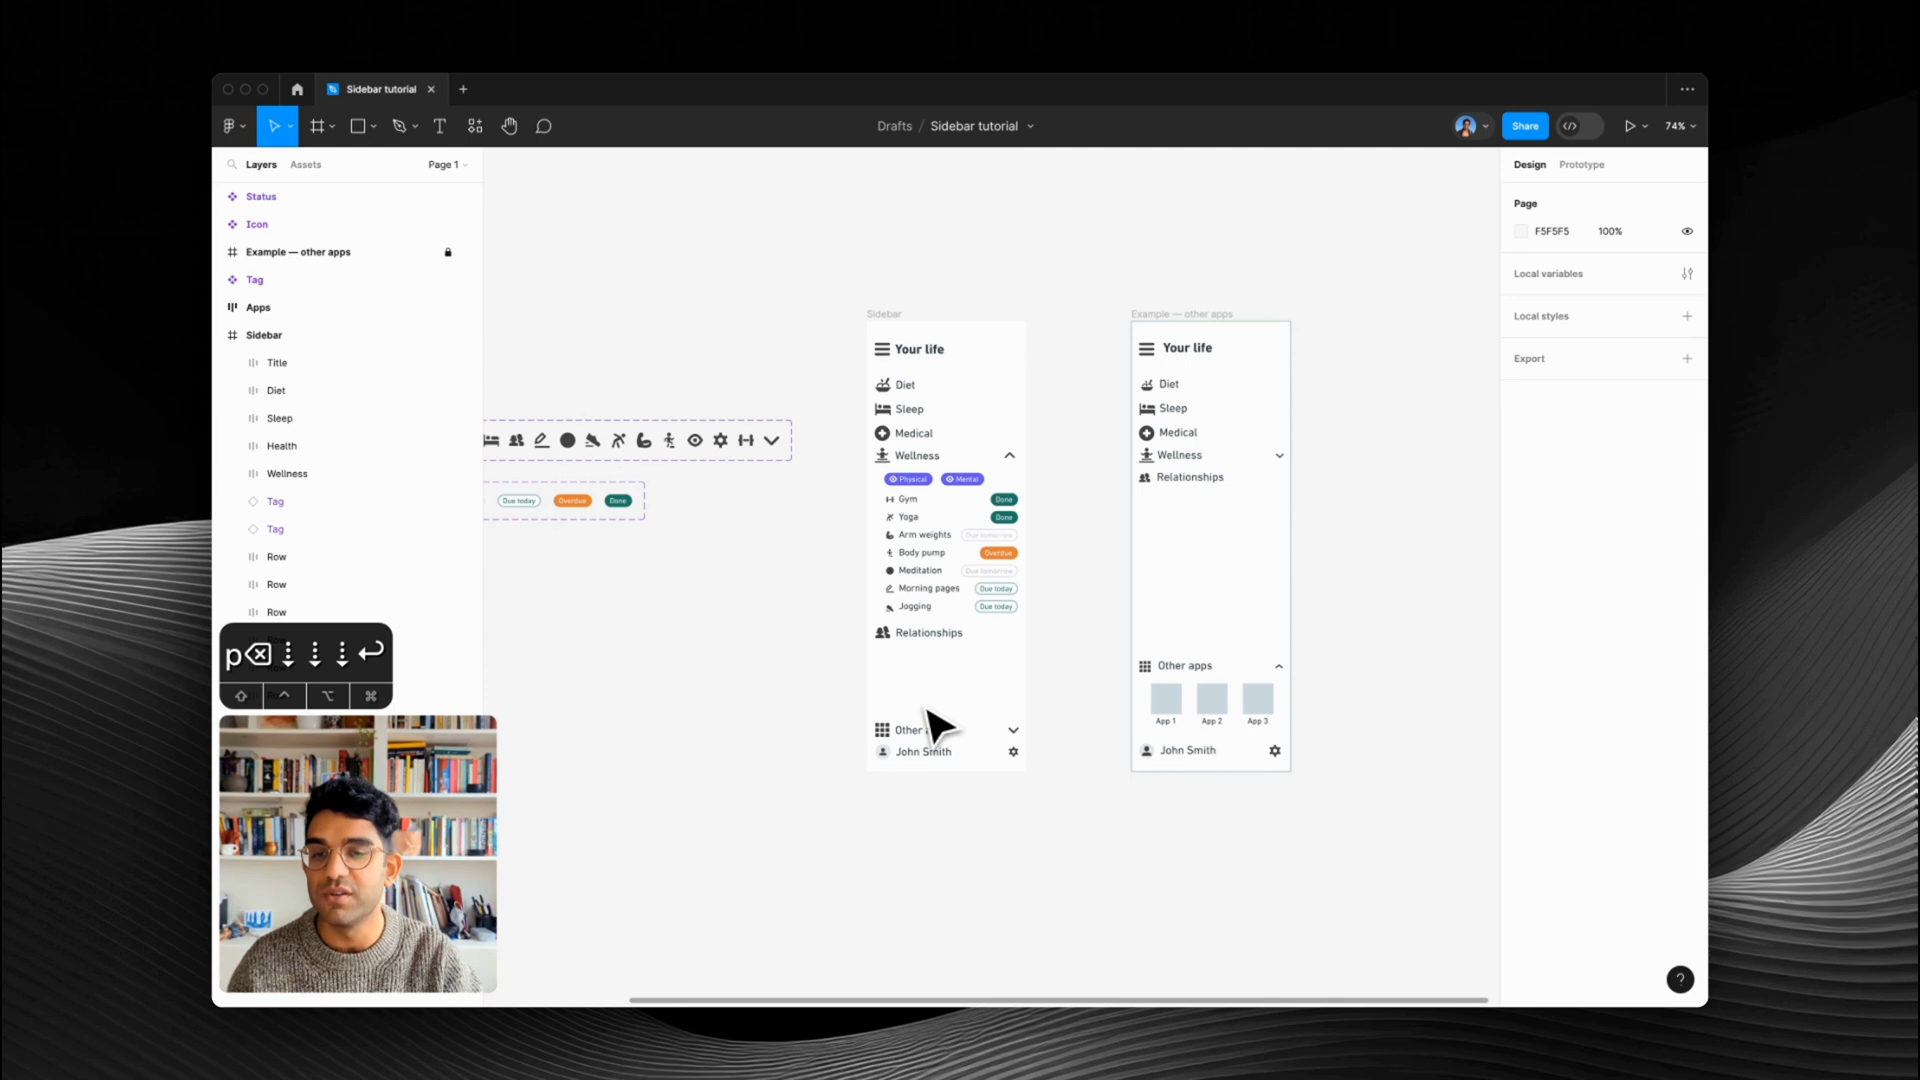 Sidebar tutorial
Drafts / Sidebar tutorial
Share
74%
Layers
Assets
Page 1
Status
Icon
Example — other apps
Tag
Apps
Sidebar
Title
Diet
Sleep
Health
Wellness
Tag
Tag
Row
Row
Row
p
Due today
Overdue
Done
Sidebar
Your life
Diet
Sleep
Medical
Wellness
Physical
Mental
Gym
Done
Yoga
Done
Arm weights
Due tomorrow
Body pump
Overdue
Meditation
Due tomorrow
Morning pages
Due today
Jogging
Due today
Relationships
Other
John Smith
Example — other apps
Your life
Diet
Sleep
Medical
Wellness
Relationships
Other apps
App 1
App 2
App 3
John Smith
Design
Prototype
Page
F5F5F5
100%
Local variables
Local styles
Export
?